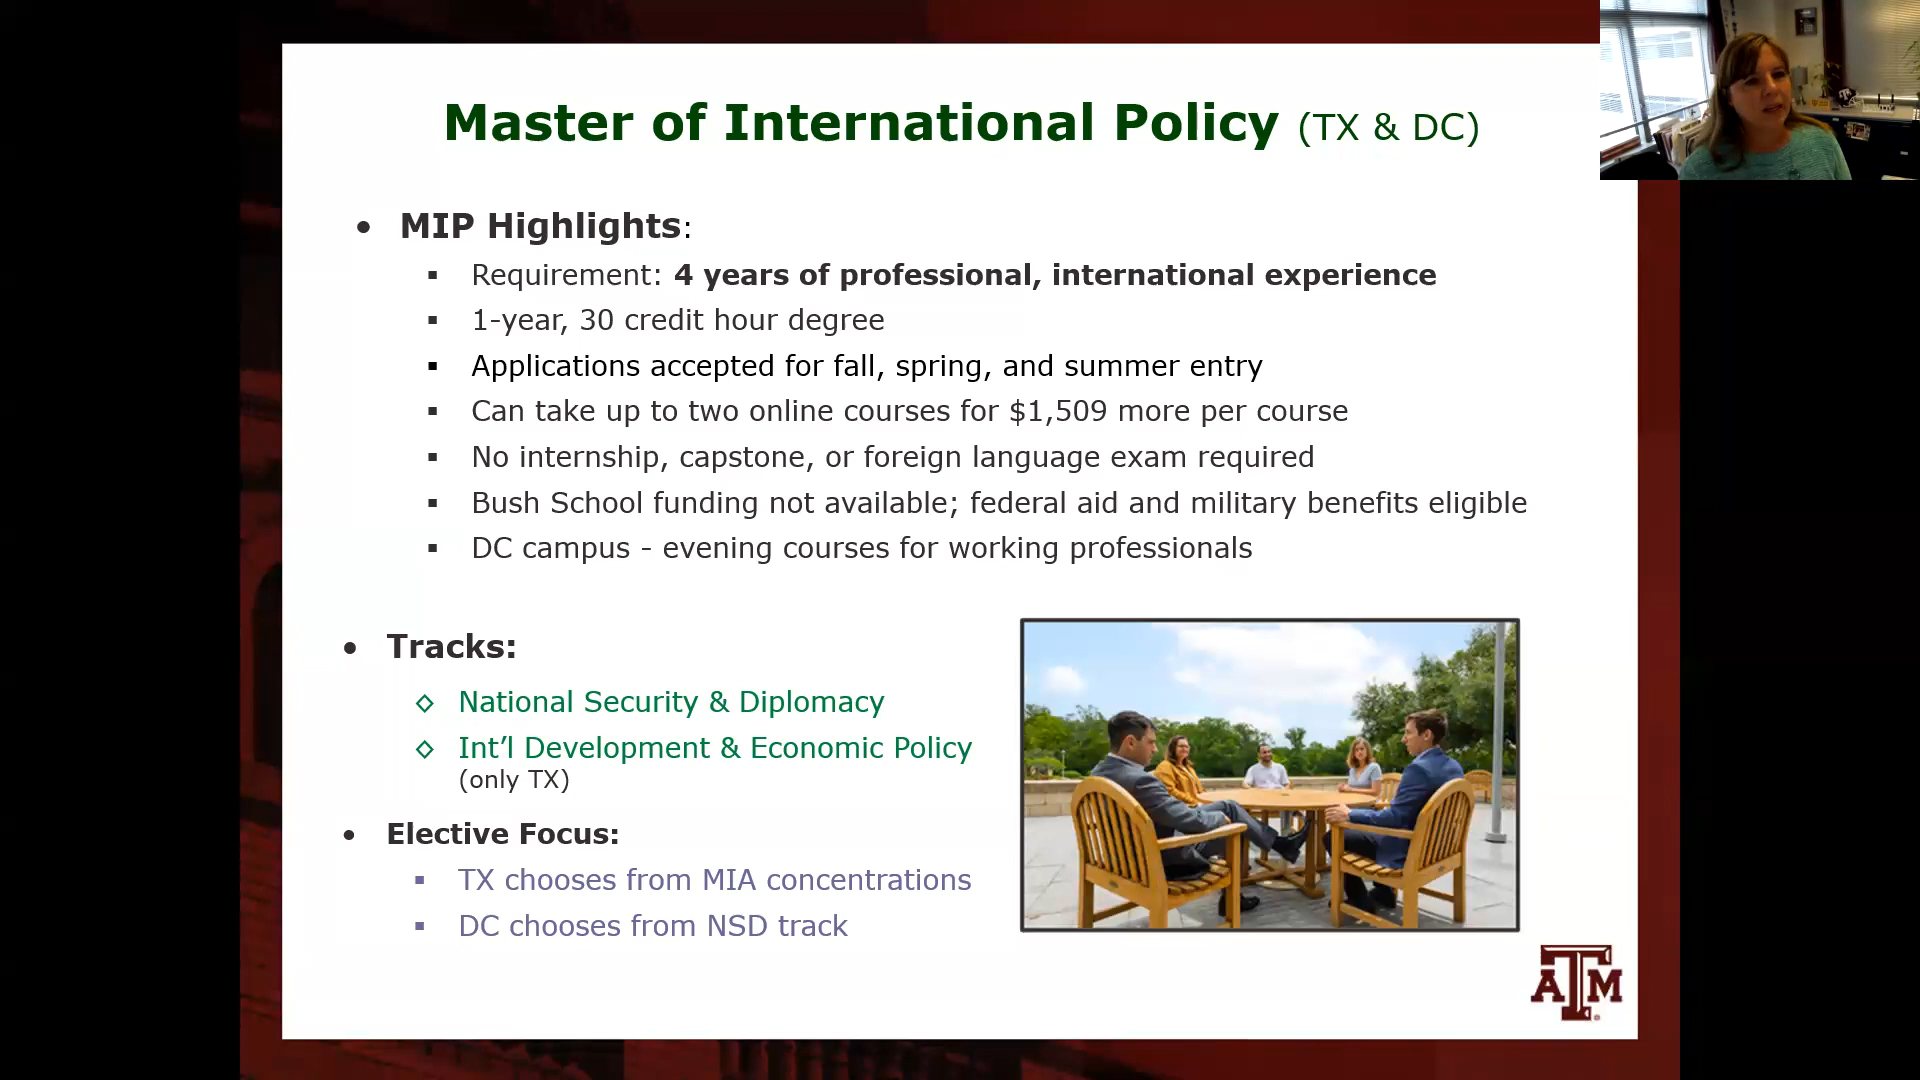 Master of International Policy (TX & DC)
• MIP Highlights:
▪ Requirement: 4 years of professional, international experience
▪ 1-year, 30 credit hour degree
▪ Applications accepted for fall, spring, and summer entry
▪ Can take up to two online courses for $1,509 more per course
▪ No internship, capstone, or foreign language exam required
▪ Bush School funding not available; federal aid and military benefits eligible
▪ DC campus - evening courses for working professionals
• Tracks:
◇ National Security & Diplomacy
◇ Int’l Development & Economic Policy
(only TX)
• Elective Focus:
▪ TX chooses from MIA concentrations
▪ DC chooses from NSD track
ATM